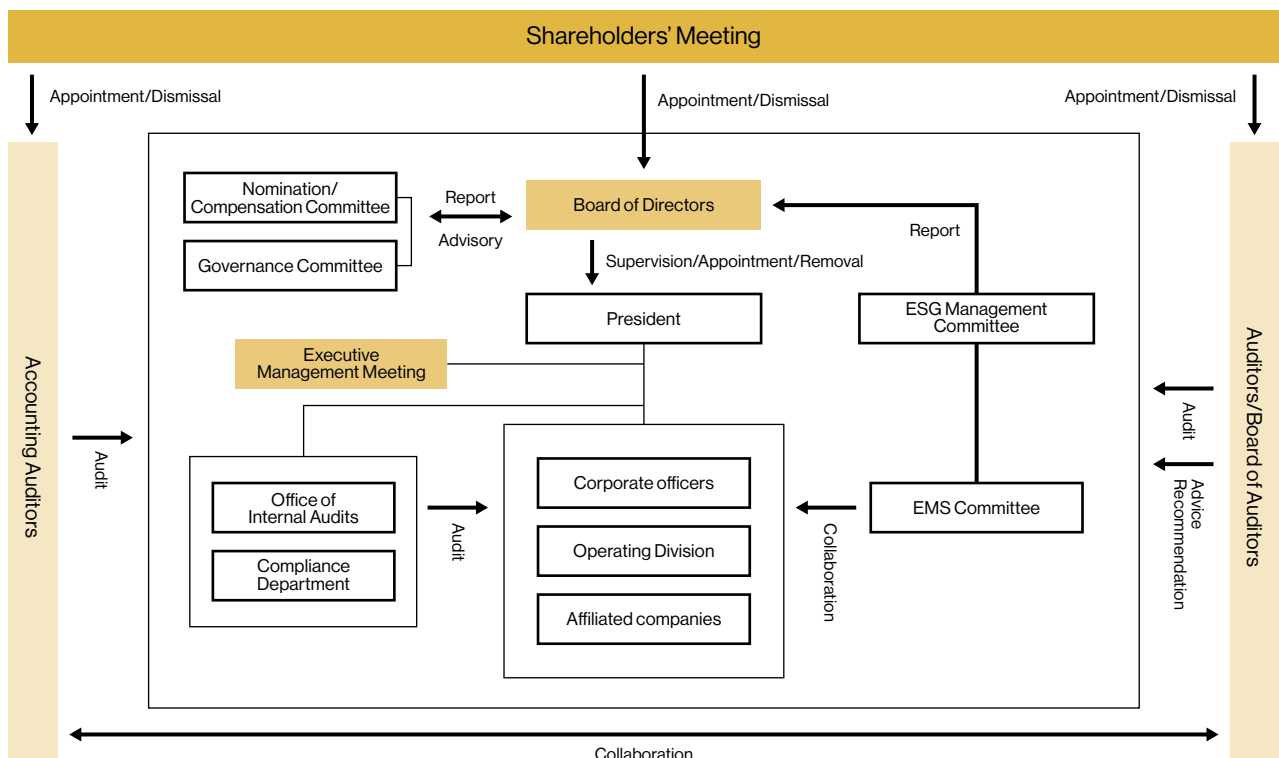 Shareholders' Meeting
Appointment/Dismissal
Appointment/Dismissal
Appointment/Dismissal
Nomination/
Compensation Committee
Governance Committee
Report
Advisory
Board of Directors
Report
Supervision/Appointment/Removal
President
ESG Management
Committee
Executive
Management Meeting
Accounting Auditors
Audit
Office of
Internal Audits
Compliance
Department
Audit
Corporate officers
Operating Division
Affiliated companies
Collaboration
EMS Committee
Audit
Advice
Recommendation
Auditors/Board of Auditors
Collaboration